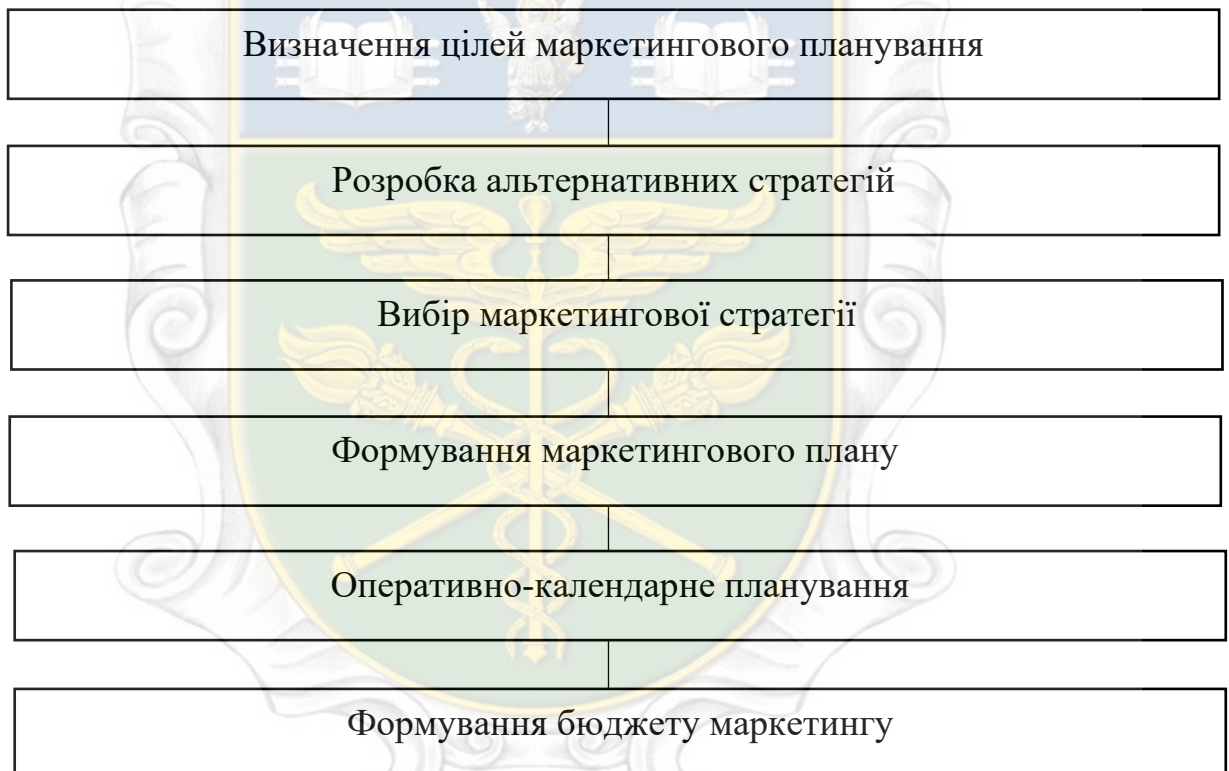 Визначення цілей маркетингового планування
Розробка альтернативних стратегій
Вибір маркетингової стратегії
Формування маркетингового плану
Оперативно-календарне планування
Формування бюджету маркетингу